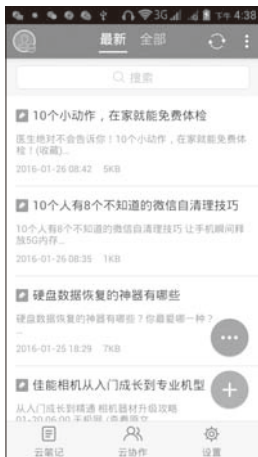 3G 下午 4:38
最新 全部
搜索
10个小动作，在家就能免费体检
医生绝对不会告诉你！10个小动作，在家就能免费体
检！(收藏)...
2016-01-26 08:42 5KB
10个人有8个不知道的微信自清理技巧
10个人有8个不知道的微信自清理技巧 让手机瞬间释
放5G内存...
2016-01-26 08:35 1KB
硬盘数据恢复的神器有哪些
硬盘数据恢复的神器有哪些？你最爱哪一种？
...
2016-01-25 18:29 7KB
佳能相机从入门成长到专业机型
从入门成长到精通 相机器材升级攻略
01-20 06:00 无极网
云笔记 云协作 设置